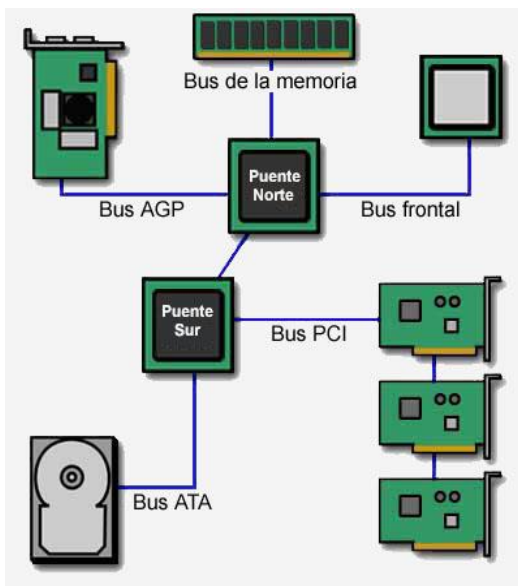 Bus de la memoria
Puente
Norte
Bus AGP
Bus frontal
Puente
Sur
Bus PCI
Bus ATA